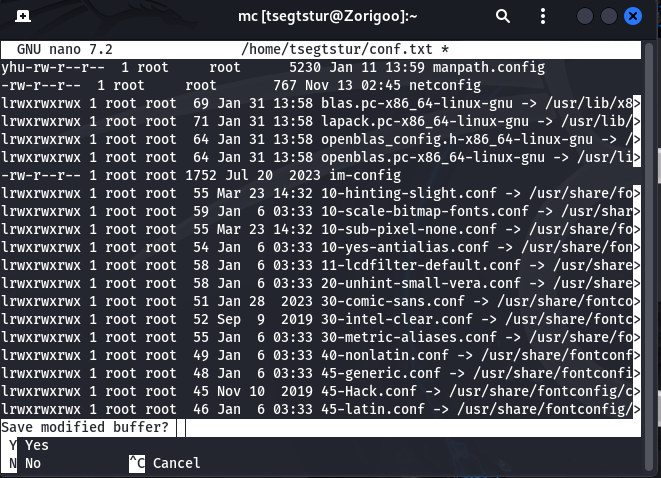 mc [tsegtstur@Zorigoo]:~
GNU nano 7.2 /home/tsegtstur/conf.txt *
yhu-rw-r--r-- 1 root root 5230 Jan 11 13:59 manpath.config
-rw-r--r-- 1 root root 767 Nov 13 02:45 netconfig
lrwxrwxrwx 1 root root 69 Jan 31 13:58 blas.pc-x86_64-linux-gnu -> /usr/lib/x8>
lrwxrwxrwx 1 root root 71 Jan 31 13:58 lapack.pc-x86_64-linux-gnu -> /usr/lib/>
lrwxrwxrwx 1 root root 64 Jan 31 13:58 openblas_config.h-x86_64-linux-gnu -> />
lrwxrwxrwx 1 root root 64 Jan 31 13:58 openblas.pc-x86_64-linux-gnu -> /usr/li>
-rw-r--r-- 1 root root 1752 Jul 20 2023 im-config
lrwxrwxrwx 1 root root 55 Mar 23 14:32 10-hinting-slight.conf -> /usr/share/fo>
lrwxrwxrwx 1 root root 59 Jan 6 03:33 10-scale-bitmap-fonts.conf -> /usr/shar>
lrwxrwxrwx 1 root root 55 Mar 23 14:32 10-sub-pixel-none.conf -> /usr/share/fo>
lrwxrwxrwx 1 root root 54 Jan 6 03:33 10-yes-antialias.conf -> /usr/share/fon>
lrwxrwxrwx 1 root root 58 Jan 6 03:33 11-lcdfilter-default.conf -> /usr/share>
lrwxrwxrwx 1 root root 58 Jan 6 03:33 20-unhint-small-vera.conf -> /usr/share>
lrwxrwxrwx 1 root root 51 Jan 28 2023 30-comic-sans.conf -> /usr/share/fontco>
lrwxrwxrwx 1 root root 52 Sep 9 2019 30-intel-clear.conf -> /usr/share/fontc>
lrwxrwxrwx 1 root root 55 Jan 6 03:33 30-metric-aliases.conf -> /usr/share/fo>
lrwxrwxrwx 1 root root 49 Jan 6 03:33 40-nonlatin.conf -> /usr/share/fontconf>
lrwxrwxrwx 1 root root 48 Jan 6 03:33 45-generic.conf -> /usr/share/fontconfi>
lrwxrwxrwx 1 root root 45 Nov 10 2019 45-Hack.conf -> /usr/share/fontconfig/c>
lrwxrwxrwx 1 root root 46 Jan 6 03:33 45-latin.conf -> /usr/share/fontconfig/>
Save modified buffer?
Y Yes
N No ^C Cancel